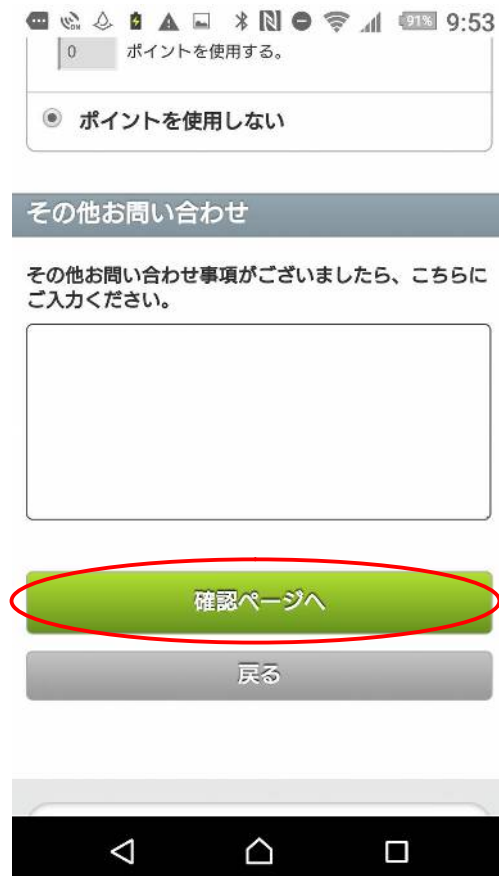 91% 9:53
0 ポイントを使用する。
ポイントを使用しない
その他お問い合わせ
その他お問い合わせ事項がございましたら、こちらに
ご入力ください。
確認ページへ
戻る